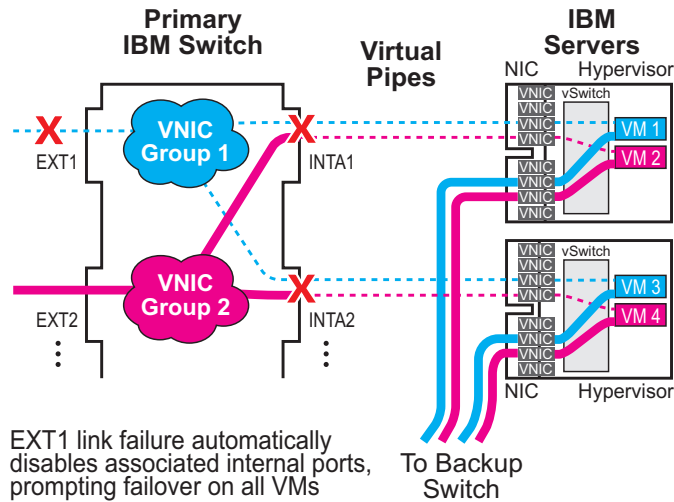 Primary
IBM Switch
Virtual
Pipes
IBM
Servers
NIC
Hypervisor
vSwitch
VNIC
VNIC
VNIC
VNIC
VM 1
VM 2
VNIC
VNIC
VNIC
VNIC
VNIC
Group 1
EXT1
INTA1
vSwitch
VNIC
VNIC
VNIC
VNIC
VM 3
VM 4
VNIC
VNIC
VNIC
VNIC
VNIC
Group 2
EXT2
INTA2
NIC
Hypervisor
EXT1 link failure automatically
disables associated internal ports,
prompting failover on all VMs
To Backup
Switch